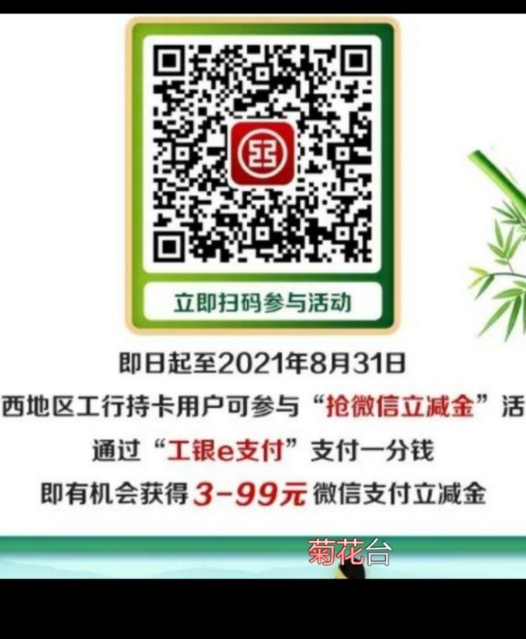 立即扫码参与活动
即日起至2021年8月31日
西地区工行持卡用户可参与“抢微信立减金”活
通过“工银e支付”支付一分钱
即有机会获得3-99元微信支付立减金
菊花台